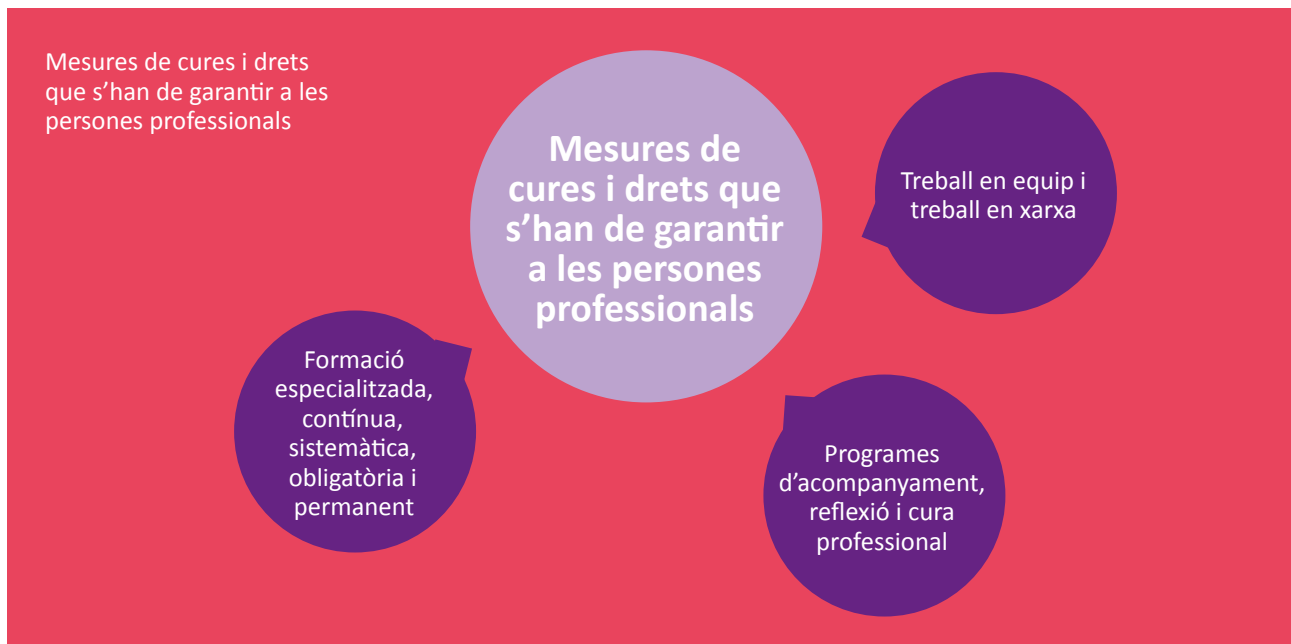 Mesures de cures i drets
que s’han de garantir a les
persones professionals
Mesures de
cures i drets que
s’han de garantir
a les persones
professionals
Treball en equip i
treball en xarxa
Formació
especialitzada,
contínua,
sistemàtica,
obligatòria i
permanent
Programes
d’acompanyament,
reflexió i cura
professional